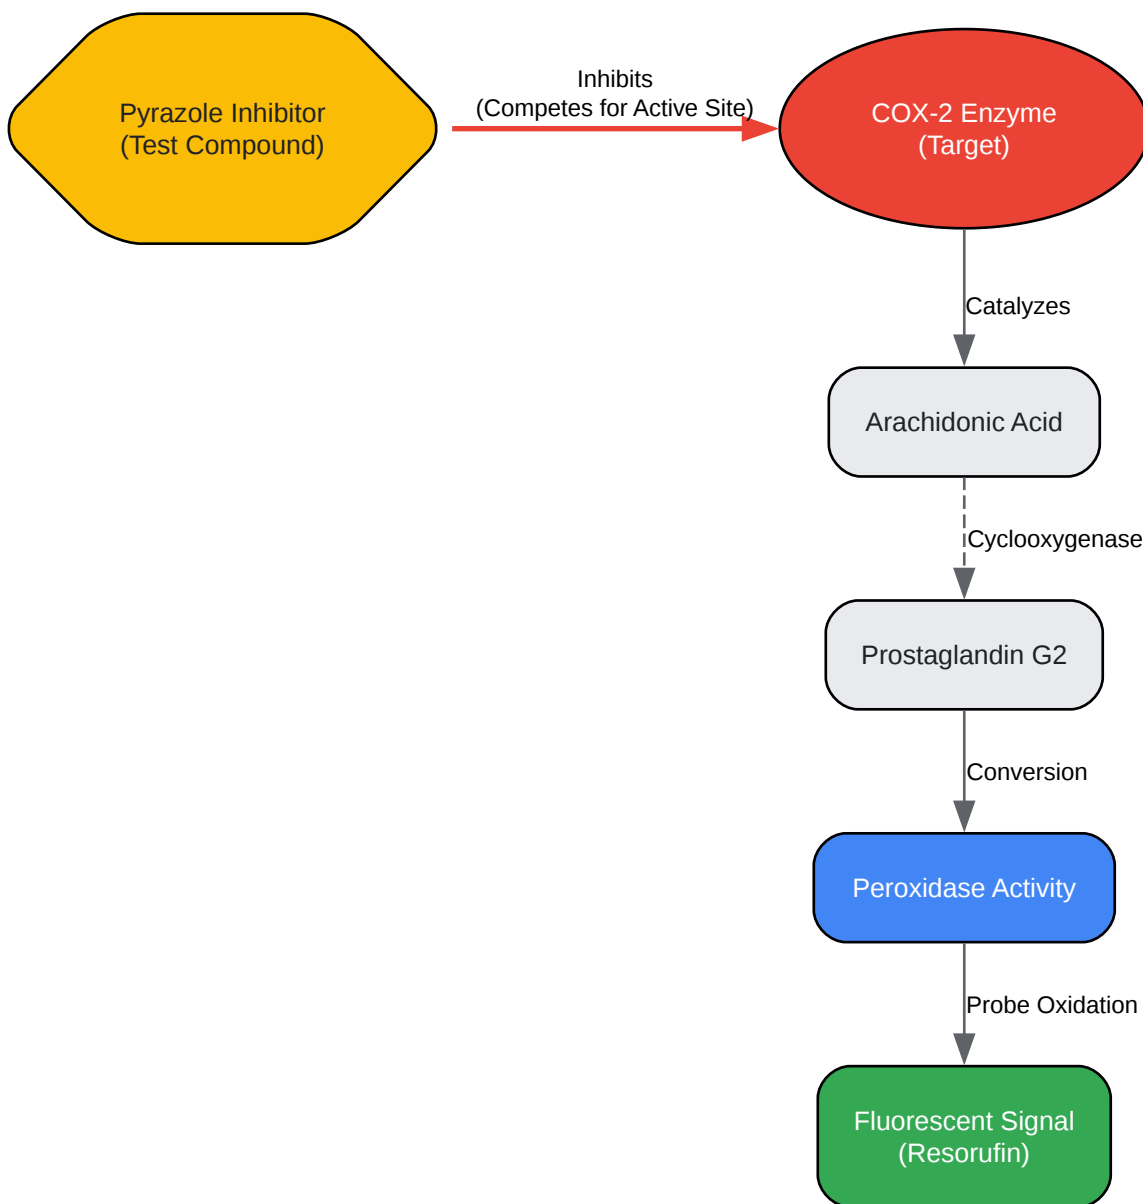 Pyrazole Inhibitor
(Test Compound)
Inhibits
(Competes for Active Site)
COX-2 Enzyme
(Target)
Catalyzes
Arachidonic Acid
Cyclooxygenase
Prostaglandin G2
Conversion
Peroxidase Activity
Probe Oxidation
Fluorescent Signal
(Resorufin)